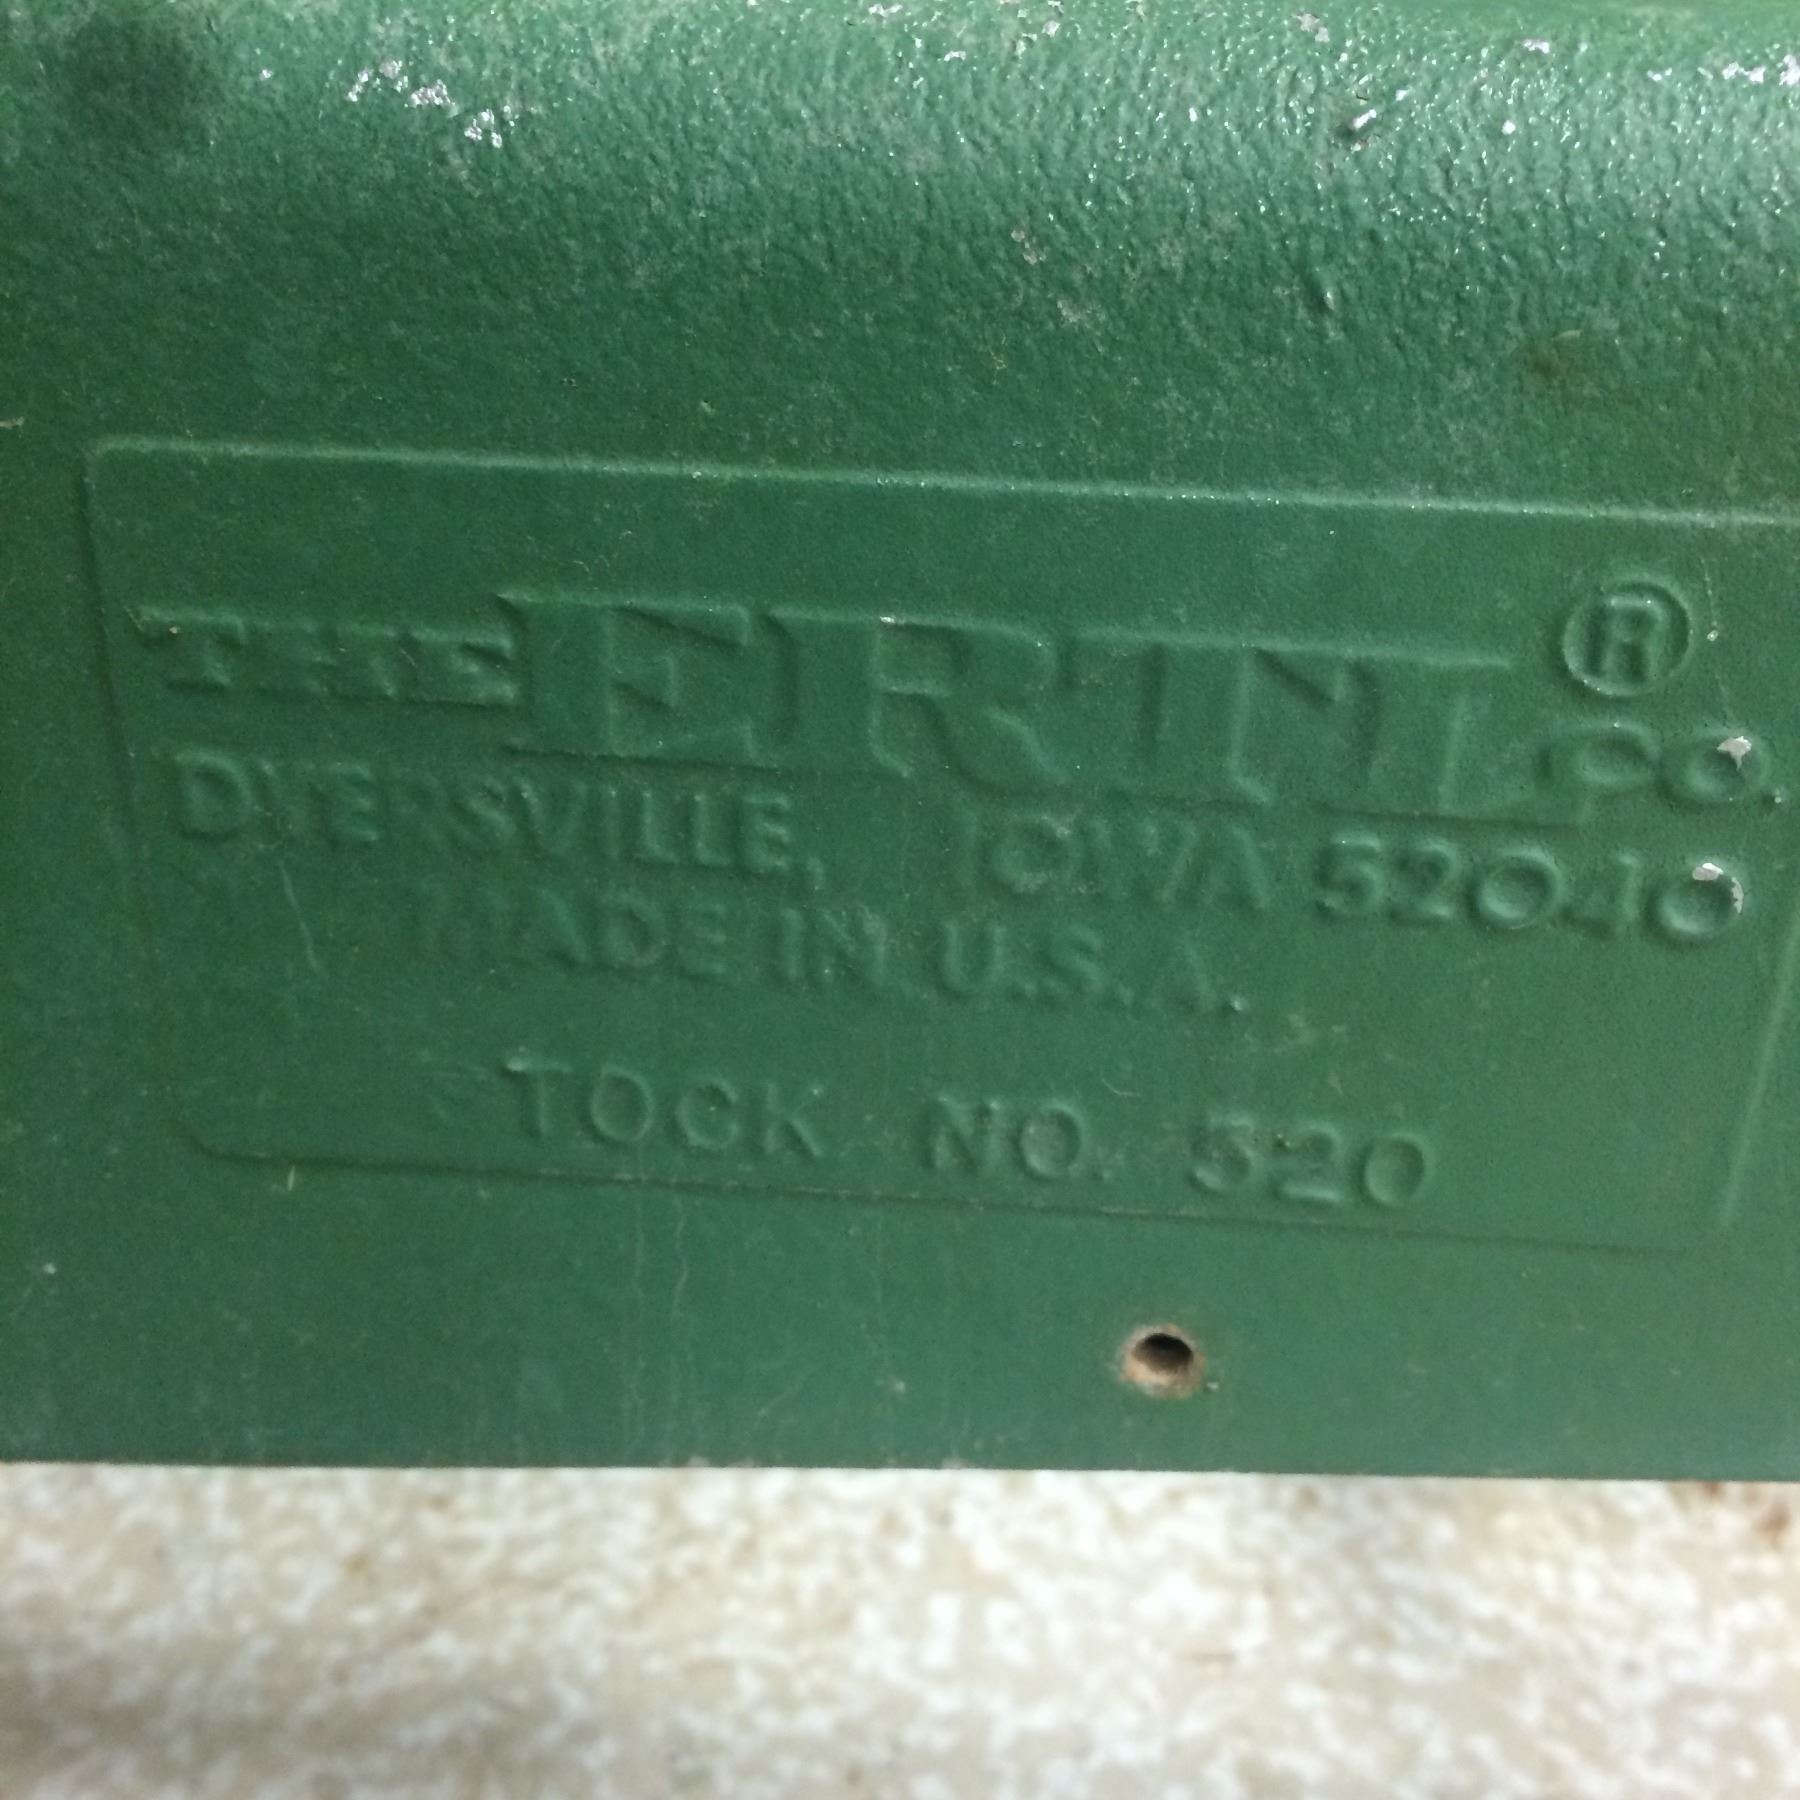 THE ERTL CO.®
DYERSVILLE, IOWA 52040
MADE IN U.S.A.
STOCK NO. 520